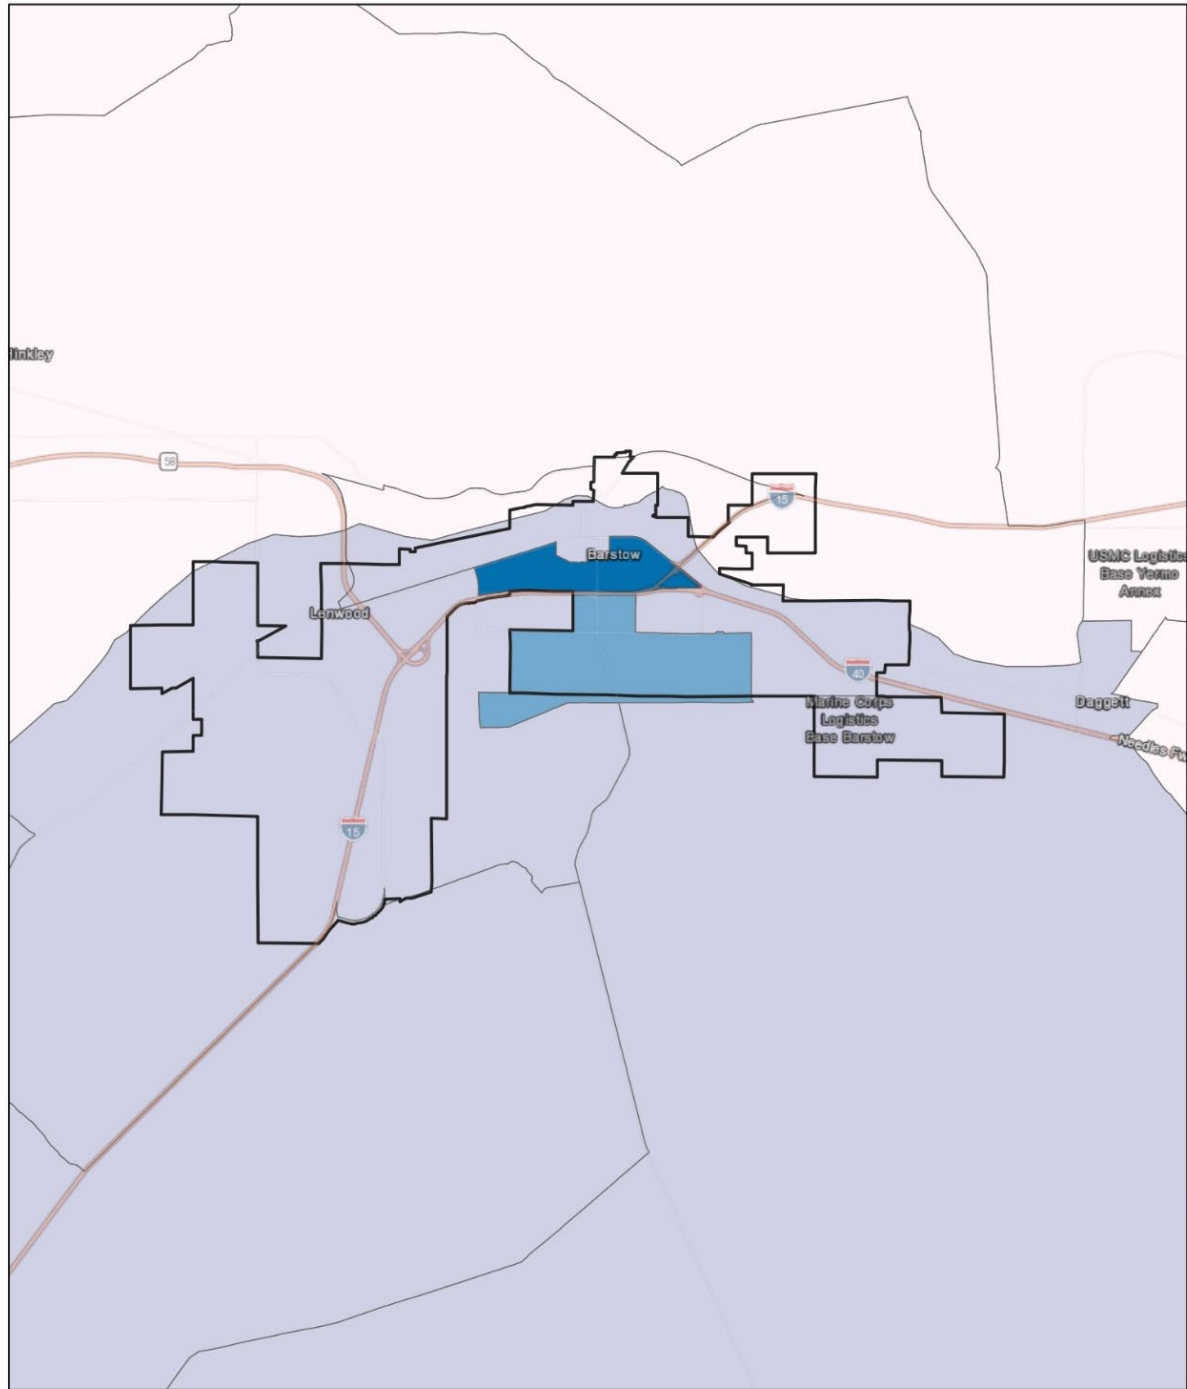 Hinkley
58
15
Barstow
USMC Logistics
Base Yermo
Annex
Lenwood
40
Marine Corps
Logistics
Base Barstow
Daggett
Needles Fw
15